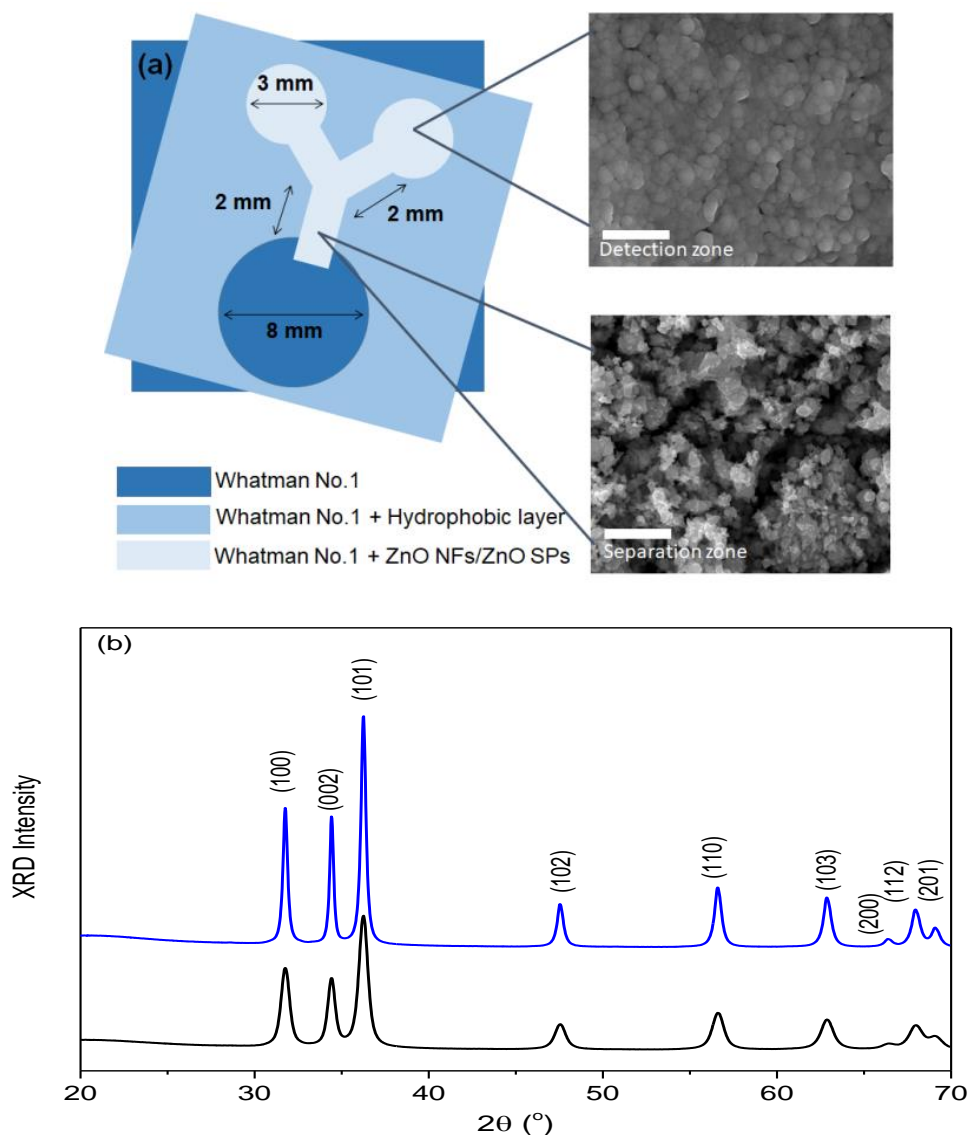 (a)
3 mm
2 mm
2 mm
8 mm
Detection zone
Separation zone
Whatman No.1
Whatman No.1 + Hydrophobic layer
Whatman No.1 + ZnO NFs/ZnO SPs
(b)
(100)
(002)
(101)
(102)
(110)
(103)
(200)
(112)
(201)
XRD Intensity
20 30 40 50 60 70
2θ (°)